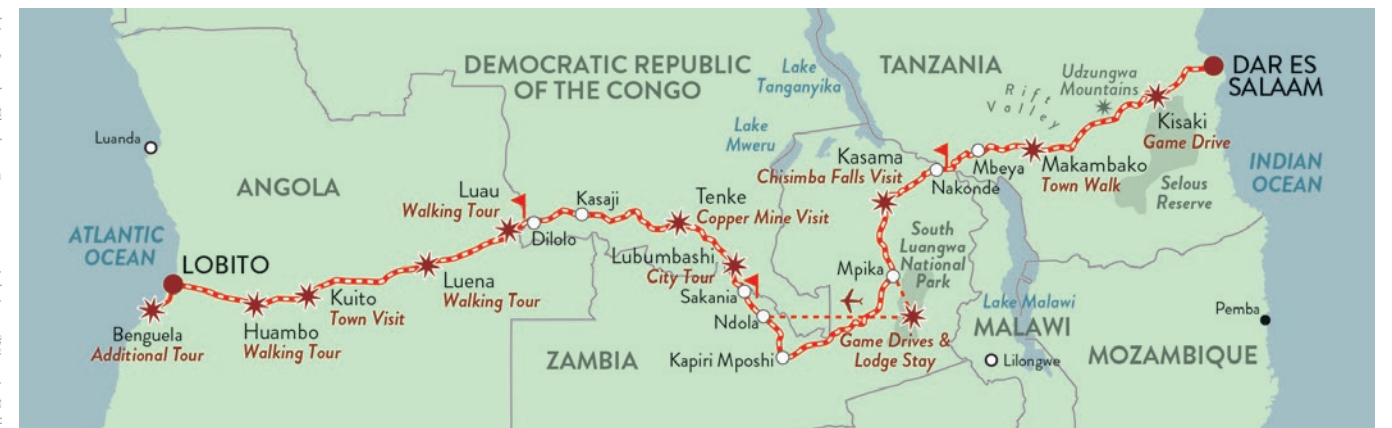 DEMOCRATIC REPUBLIC
OF THE CONGO
Lake
Tanganyika
TANZANIA
Udzungwa
Mountains
Rift
Valley
DAR ES
SALAAM
Kisaki
Game Drive
INDIAN
OCEAN
Selous
Reserve
Makambako
Town Walk
Mbeya
Nakonde
Lake
Mweru
Kasama
Chisimba Falls Visit
Luanda
ANGOLA
Luau
Walking Tour
Dilolo
Kasaji
Tenke
Copper Mine Visit
Lubumbashi
City Tour
Sakania
Ndola
Kapiri Mposhi
Mpika
South
Luangwa
National
Park
Game Drives &
Lodge Stay
ATLANTIC
OCEAN
LOBITO
Benguela
Additional Tour
Huambo
Walking Tour
Kuito
Town Visit
Luena
Walking Tour
ZAMBIA
Lake Malawi
MALAWI
Lilongwe
Pemba
MOZAMBIQUE